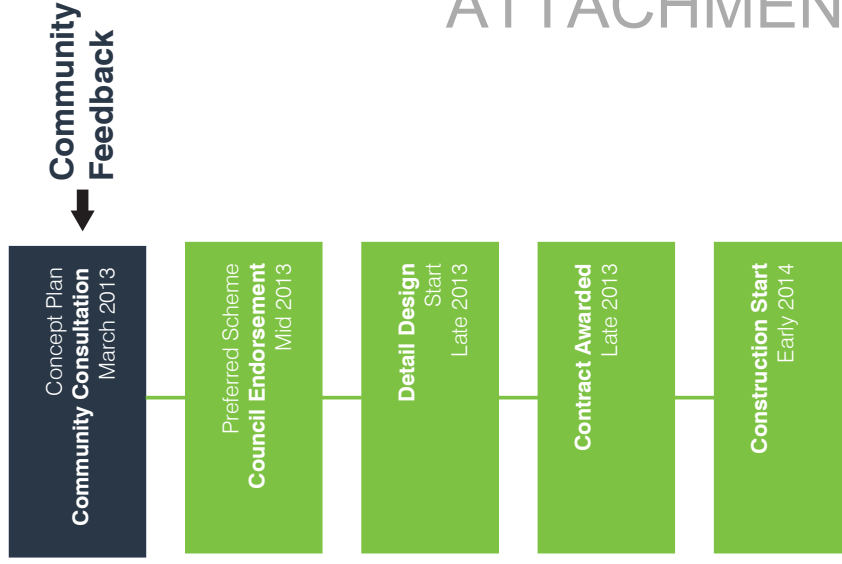 ATTACHMEN
Community
Feedback
Concept Plan
Community Consultation
March 2013
Preferred Scheme
Council Endorsement
Mid 2013
Detail Design
Start
Late 2013
Contract Awarded
Late 2013
Construction Start
Early 2014